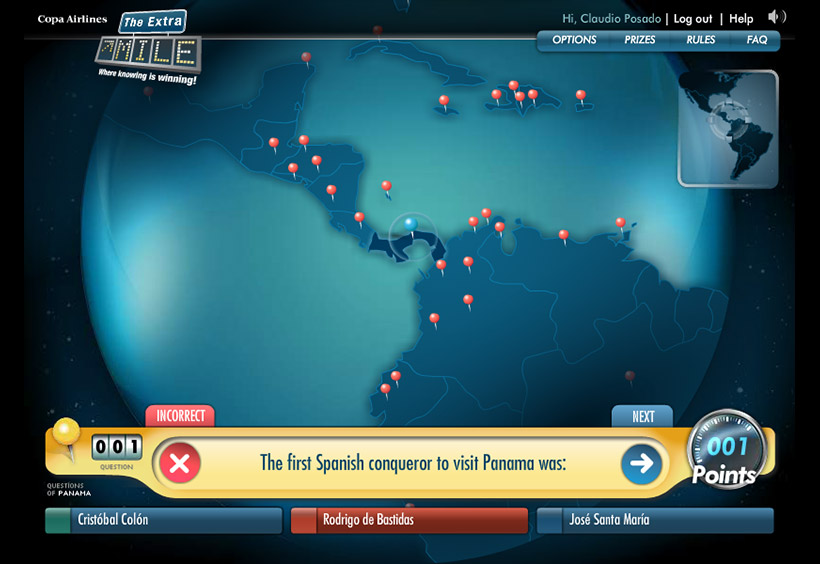 Copa Airlines
The Extra
MILE
Where knowing is winning!
Hi, Claudio Posado | Log out | Help
OPTIONS PRIZES RULES FAQ
INCORRECT
NEXT
001
QUESTION
The first Spanish conqueror to visit Panama was:
001
Points
QUESTIONS
OF PANAMA
Cristóbal Colón
Rodrigo de Bastidas
José Santa María